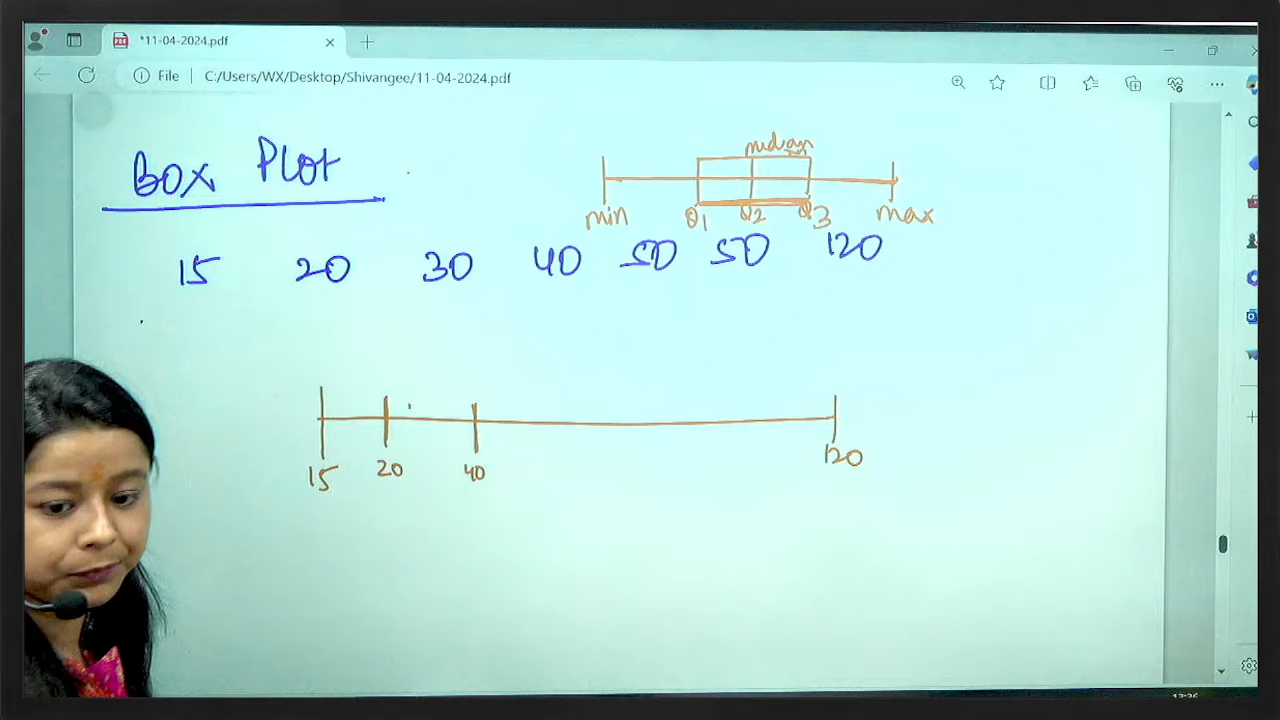 *11-04-2024.pdf
File C:/Users/WX/Desktop/Shivangee/11-04-2024.pdf
Box Plot
median
min Q1 Q2 Q3 max
15 20 30 40 50 50 120
15 20 40 120